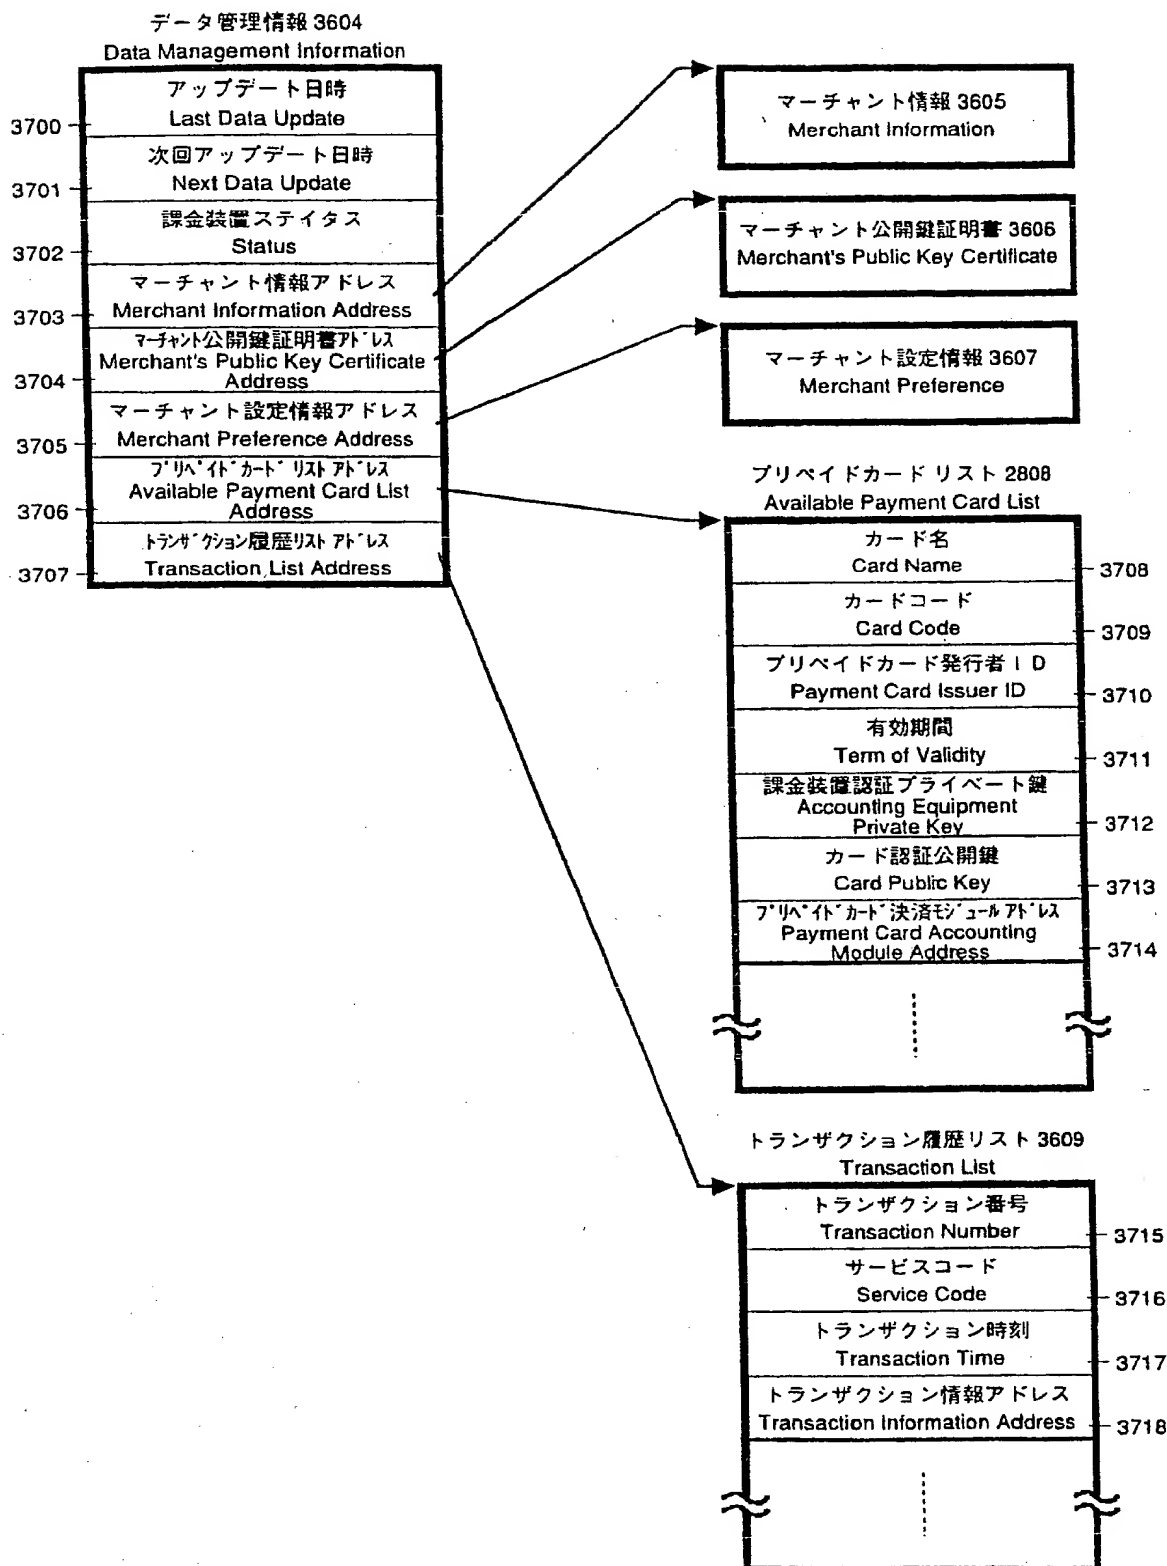 データ管理情報 3604
Data Management Information
アップデート日時
Last Data Update
3700
次回アップデート日時
Next Data Update
3701
課金装置ステイタス
Status
3702
マーチャント情報アドレス
Merchant Information Address
3703
マーチャント公開鍵証明書アドレス
Merchant's Public Key Certificate
Address
3704
マーチャント設定情報アドレス
Merchant Preference Address
3705
プリペイドカード リスト アドレス
Available Payment Card List
Address
3706
トランザクション履歴リスト アドレス
Transaction List Address
3707
マーチャント情報 3605
Merchant Information
マーチャント公開鍵証明書 3606
Merchant's Public Key Certificate
マーチャント設定情報 3607
Merchant Preference
プリペイドカード リスト 2808
Available Payment Card List
カード名
Card Name
3708
カードコード
Card Code
3709
プリペイドカード発行者ID
Payment Card Issuer ID
3710
有効期間
Term of Validity
3711
課金装置認証プライベート鍵
Accounting Equipment
Private Key
3712
カード認証公開鍵
Card Public Key
3713
プリペイドカード決済モジュールアドレス
Payment Card Accounting
Module Address
3714
トランザクション履歴リスト 3609
Transaction List
トランザクション番号
Transaction Number
3715
サービスコード
Service Code
3716
トランザクション時刻
Transaction Time
3717
トランザクション情報アドレス
Transaction Information Address
3718